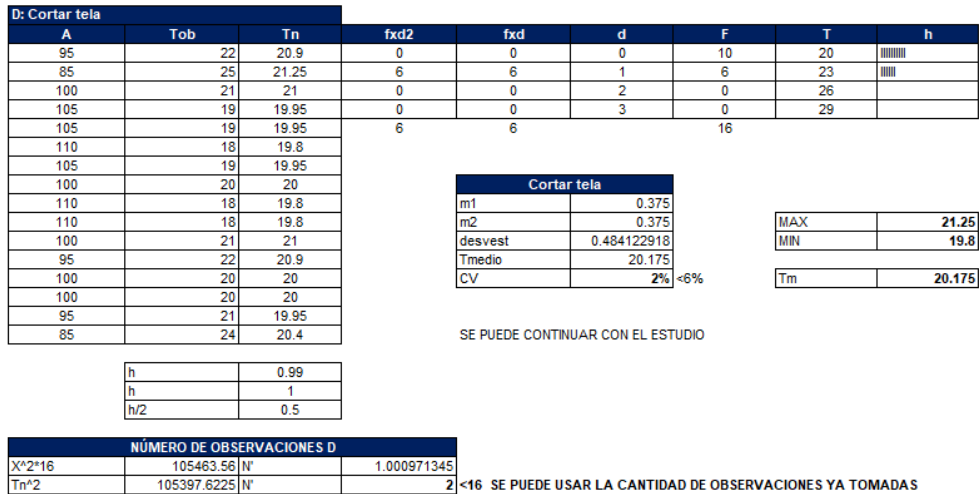 D: Cortar tela
A Tob Tn fxd2 fxd d F T h
95 22 20.9 0 0 0 10 20 IIIIIIIIII
85 25 21.25 6 6 1 6 23 IIIIII
100 21 21 0 0 2 0 26
105 19 19.95 0 0 3 0 29
105 19 19.95 6 6 16
110 18 19.8
105 19 19.95
100 20 20 Cortar tela
110 18 19.8 m1 0.375
110 18 19.8 m2 0.375 MAX 21.25
100 21 21 desvest 0.484122918 MIN 19.8
95 22 20.9 Tmedio 20.175
100 20 20 CV 2% <6% Tm 20.175
100 20 20
95 21 19.95
85 24 20.4 SE PUEDE CONTINUAR CON EL ESTUDIO
h 0.99
h 1
h/2 0.5
NÚMERO DE OBSERVACIONES D
X^2*16 105463.56 N' 1.000971345
Tn^2 105397.6225 N' 2 <16 SE PUEDE USAR LA CANTIDAD DE OBSERVACIONES YA TOMADAS